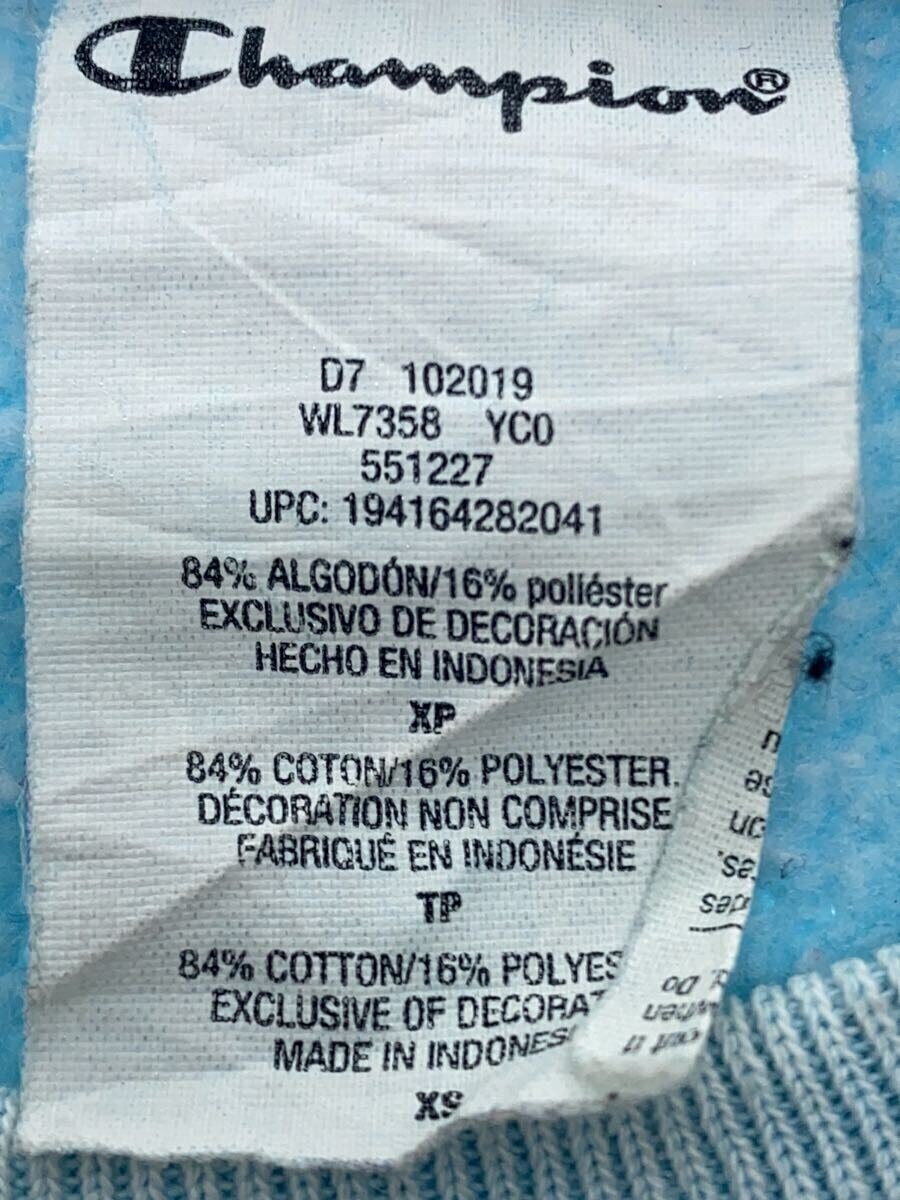 Champion®
D7 102019
WL7358 YC0
551227
UPC: 194164282041
84% ALGODÓN/16% poliéster
EXCLUSIVO DE DECORACIÓN
HECHO EN INDONESIA
XP
84% COTON/16% POLYESTER.
DÉCORATION NON COMPRISE
FABRIQUÉ EN INDONÉSIE
TP
84% COTTON/16% POLYES
EXCLUSIVE OF DECORAT
MADE IN INDONES
XS